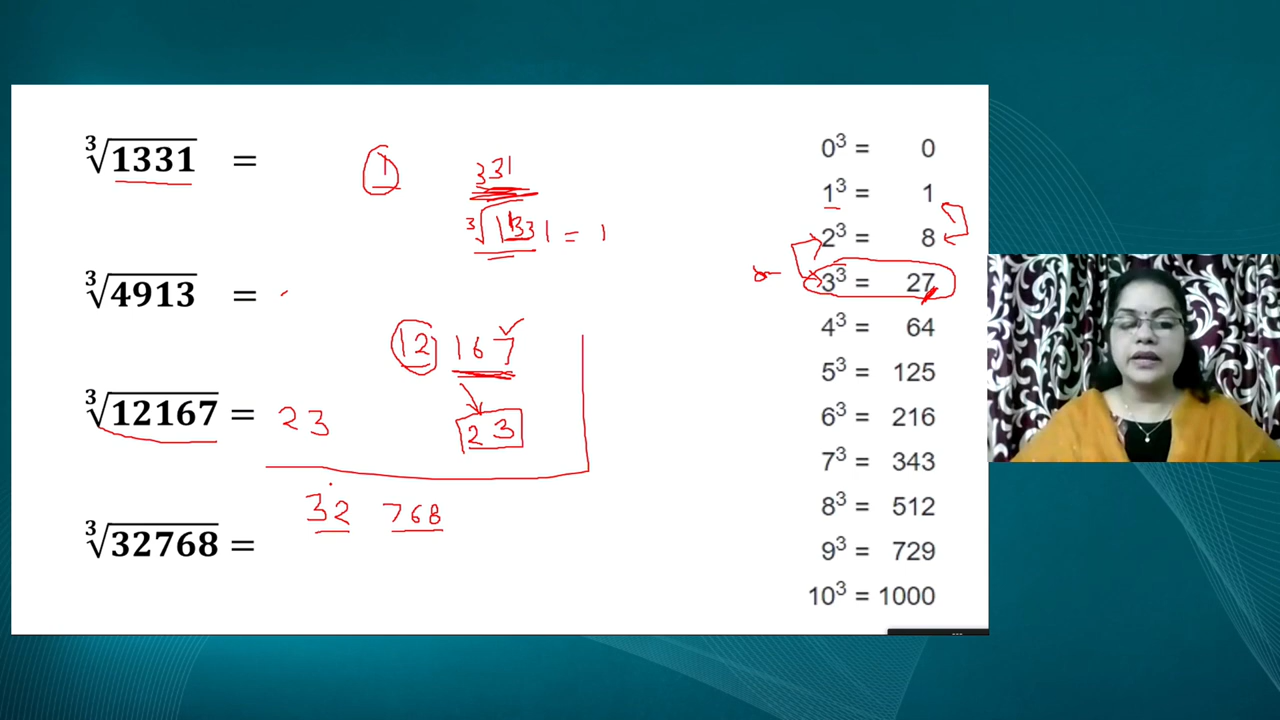 ∛1331 =
1
331
∛1331 = 1
∛4913 =
12 167
∛12167 = 23
23
32 768
∛32768 =
0³ = 0
1³ = 1
2³ = 8
3³ = 27
4³ = 64
5³ = 125
6³ = 216
7³ = 343
8³ = 512
9³ = 729
10³ = 1000